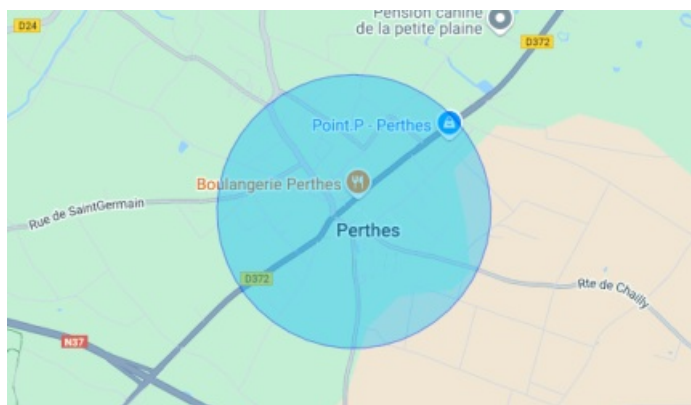 Pension canine
de la petite plaine
D24
D372
Point.P - Perthes
Boulangerie Perthes
Rue de SaintGermain
Perthes
D372
Rte de Chailly
N37